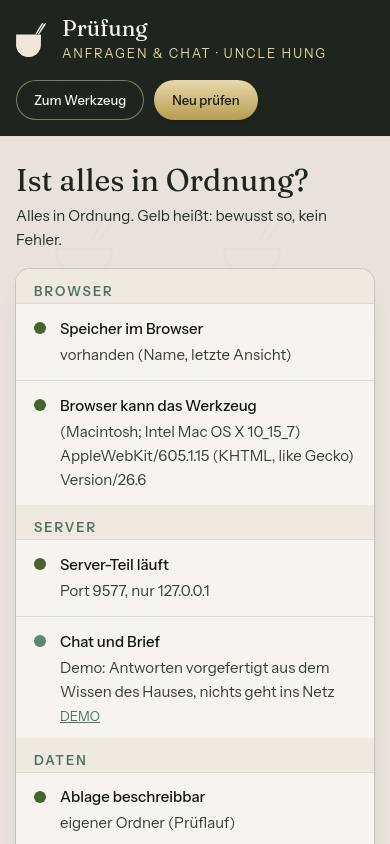 Prüfung
ANFRAGEN & CHAT · UNCLE HUNG
Zum Werkzeug
Neu prüfen
Ist alles in Ordnung?
Alles in Ordnung. Gelb heißt: bewusst so, kein
Fehler.
BROWSER
Speicher im Browser
vorhanden (Name, letzte Ansicht)
Browser kann das Werkzeug
(Macintosh; Intel Mac OS X 10_15_7)
AppleWebKit/605.1.15 (KHTML, like Gecko)
Version/26.6
SERVER
Server-Teil läuft
Port 9577, nur 127.0.0.1
Chat und Brief
Demo: Antworten vorgefertigt aus dem
Wissen des Hauses, nichts geht ins Netz
DEMO
DATEN
Ablage beschreibbar
eigener Ordner (Prüflauf)